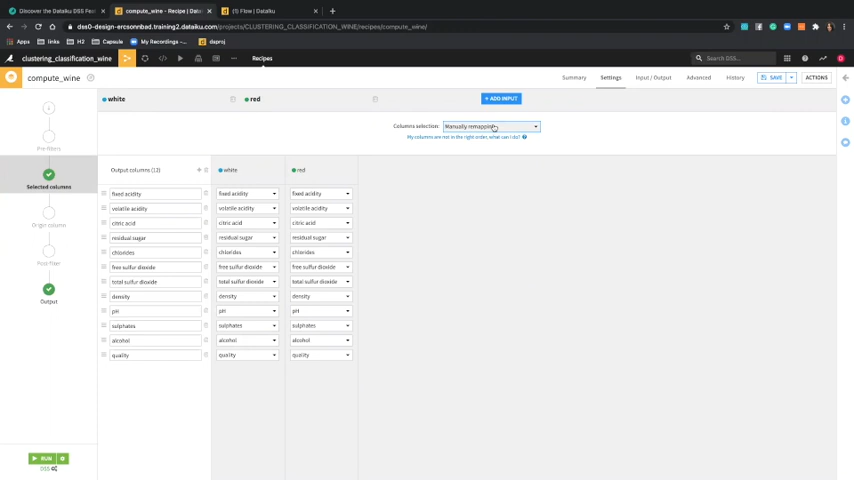 Discover the Dataiku DSS Fea
compute_wine - Recipe | Data
(1) Flow | Dataiku
dss0-design-ercsonnbad.training2.dataiku.com/projects/CLUSTERING_CLASSIFICATION_WINE/recipes/compute_wine/
Apps
links
H2
Capsule
My Recordings –...
daproj
clustering_classification_wine
Recipes
Search DSS...
compute_wine
Summary
Settings
Input / Output
Advanced
History
SAVE
ACTIONS
white
red
+ ADD INPUT
Pre-filters
Selected columns
Origin column
Post-filter
Output
Columns selection:
Manually remapping
My columns are not in the right order, what can I do?
Output columns (12)
white
red
fixed acidity fixed acidity fixed acidity
volatile acidity volatile acidity volatile acidity
citric acid citric acid citric acid
residual sugar residual sugar residual sugar
chlorides chlorides chlorides
free sulfur dioxide free sulfur dioxide free sulfur dioxide
total sulfur dioxide total sulfur dioxide total sulfur dioxide
density density density
pH pH pH
sulphates sulphates sulphates
alcohol alcohol alcohol
quality quality quality
RUN
DSS